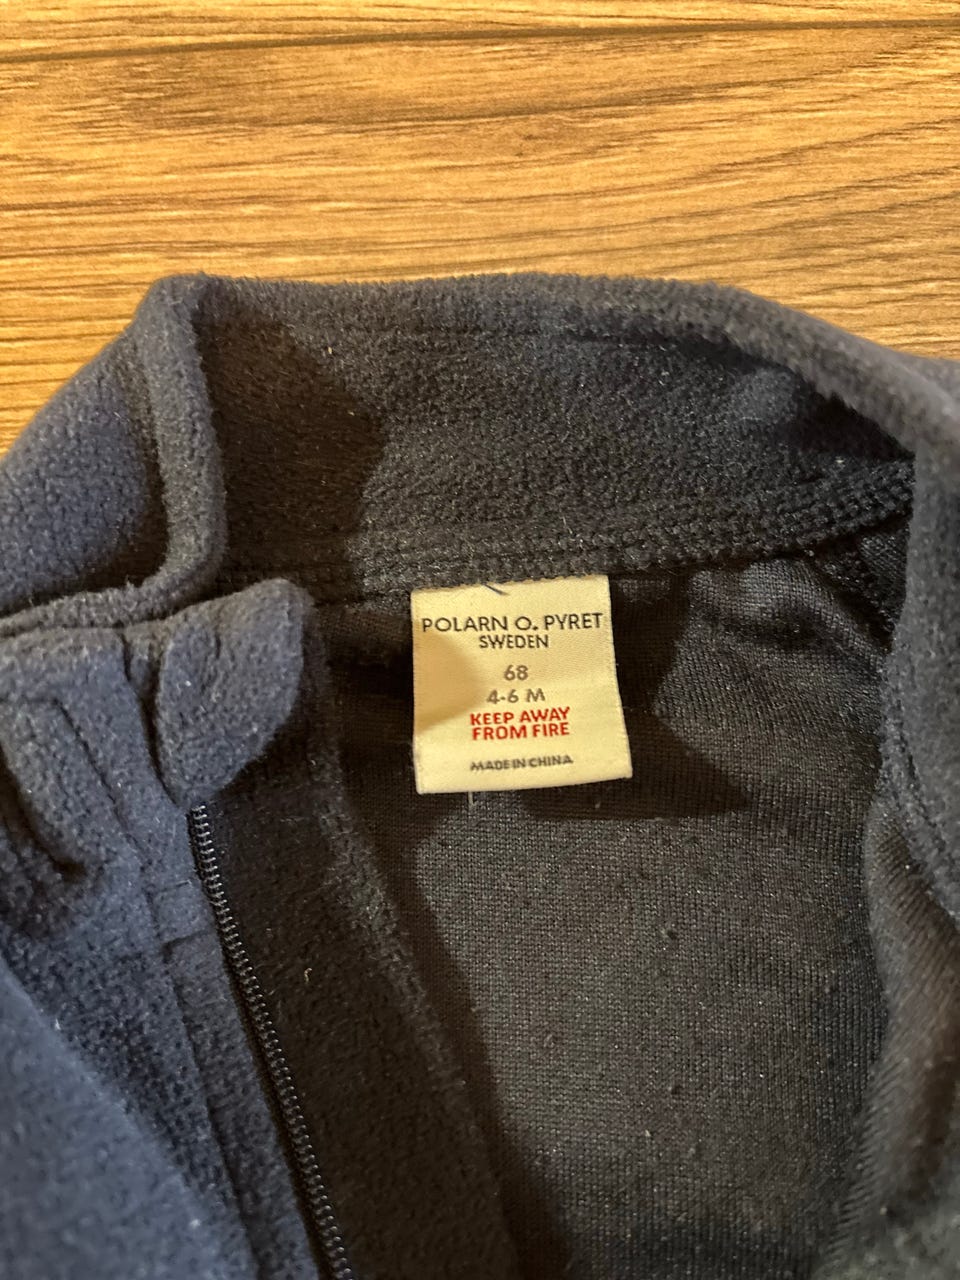 POLARN O. PYRET
SWEDEN
68
4-6 M
KEEP AWAY
FROM FIRE
MADE IN CHINA